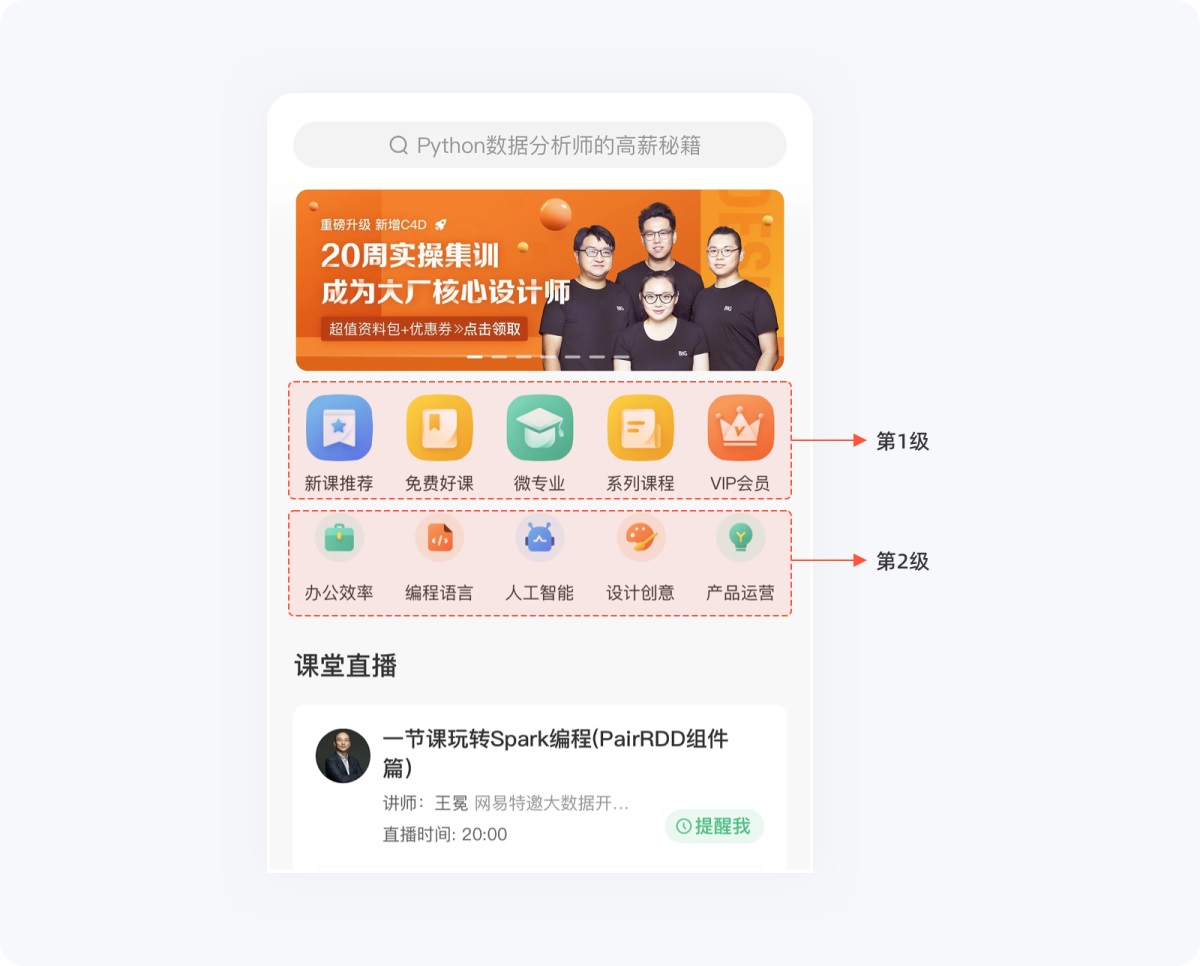 Python数据分析师的高薪秘籍
重磅升级 新增C4D
20周实操集训
成为大厂核心设计师
超值资料包+优惠券»点击领取
DES
新课推荐 免费好课 微专业 系列课程 VIP会员
第1级
办公效率 编程语言 人工智能 设计创意 产品运营
第2级
课堂直播
一节课玩转Spark编程(PairRDD组件
篇)
讲师：王冕 网易特邀大数据开...
直播时间: 20:00
提醒我